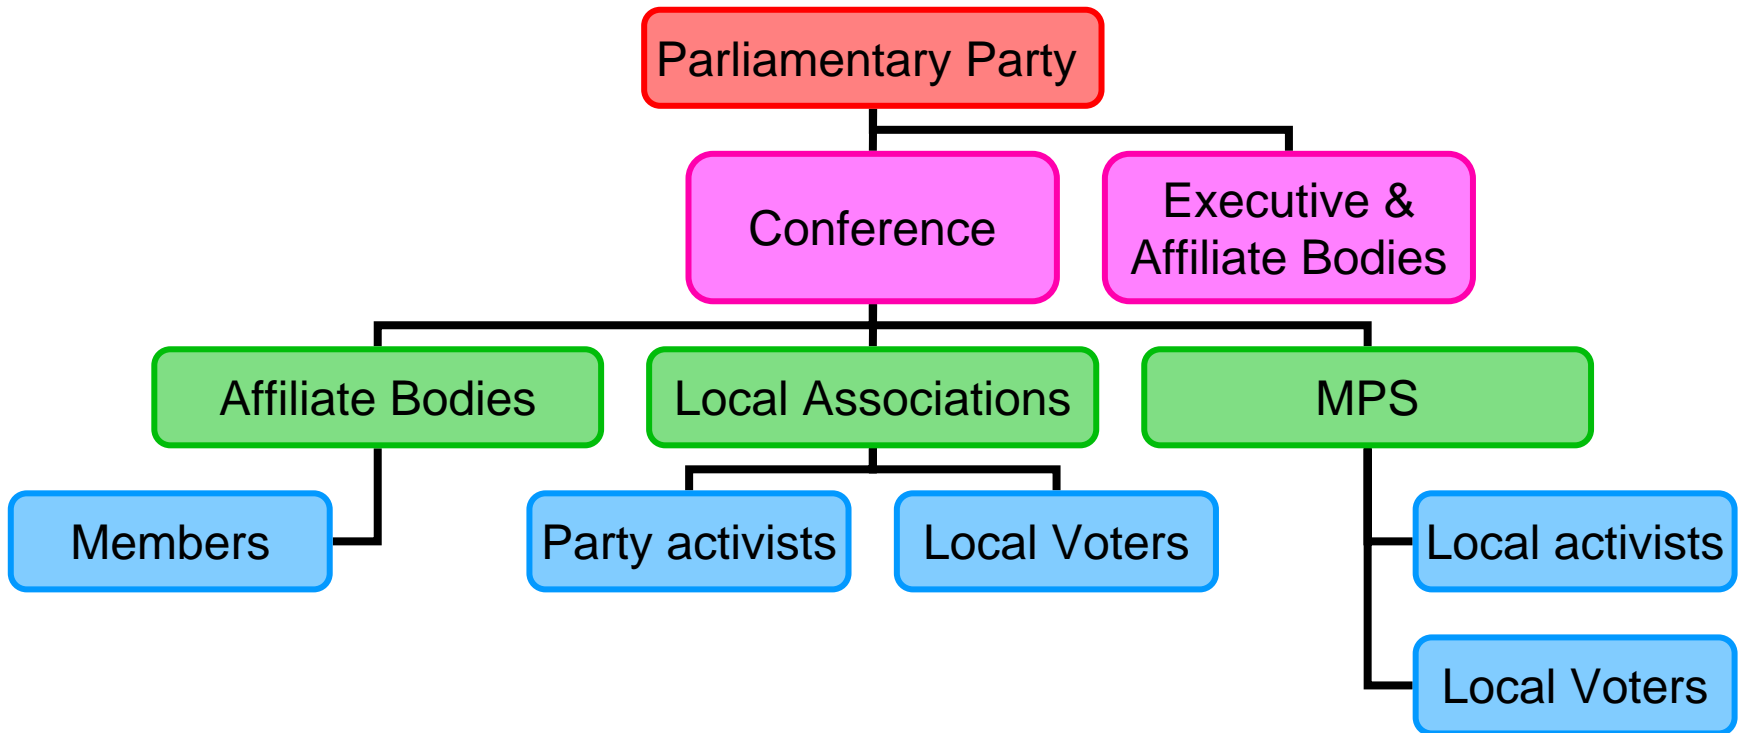 Parliamentary Party
Conference
Executive &
Affiliate Bodies
Affiliate Bodies
Local Associations
MPS
Members
Party activists
Local Voters
Local activists
Local Voters